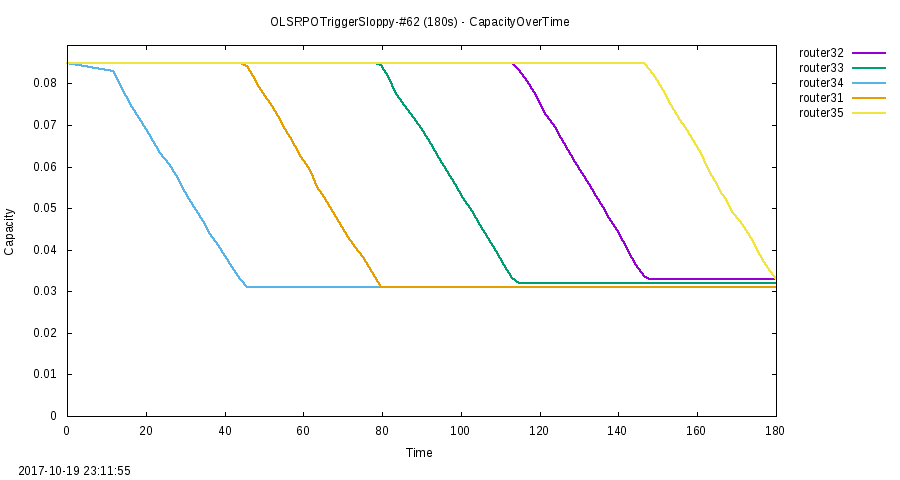 OLSRPOTriggerSloppy-#62 (180s) - CapacityOverTime
router32
router33
router34
router31
router35
0.08
0.07
0.06
0.05
0.04
0.03
0.02
0.01
0
Capacity
0 20 40 60 80 100 120 140 160 180
Time
2017-10-19 23:11:55